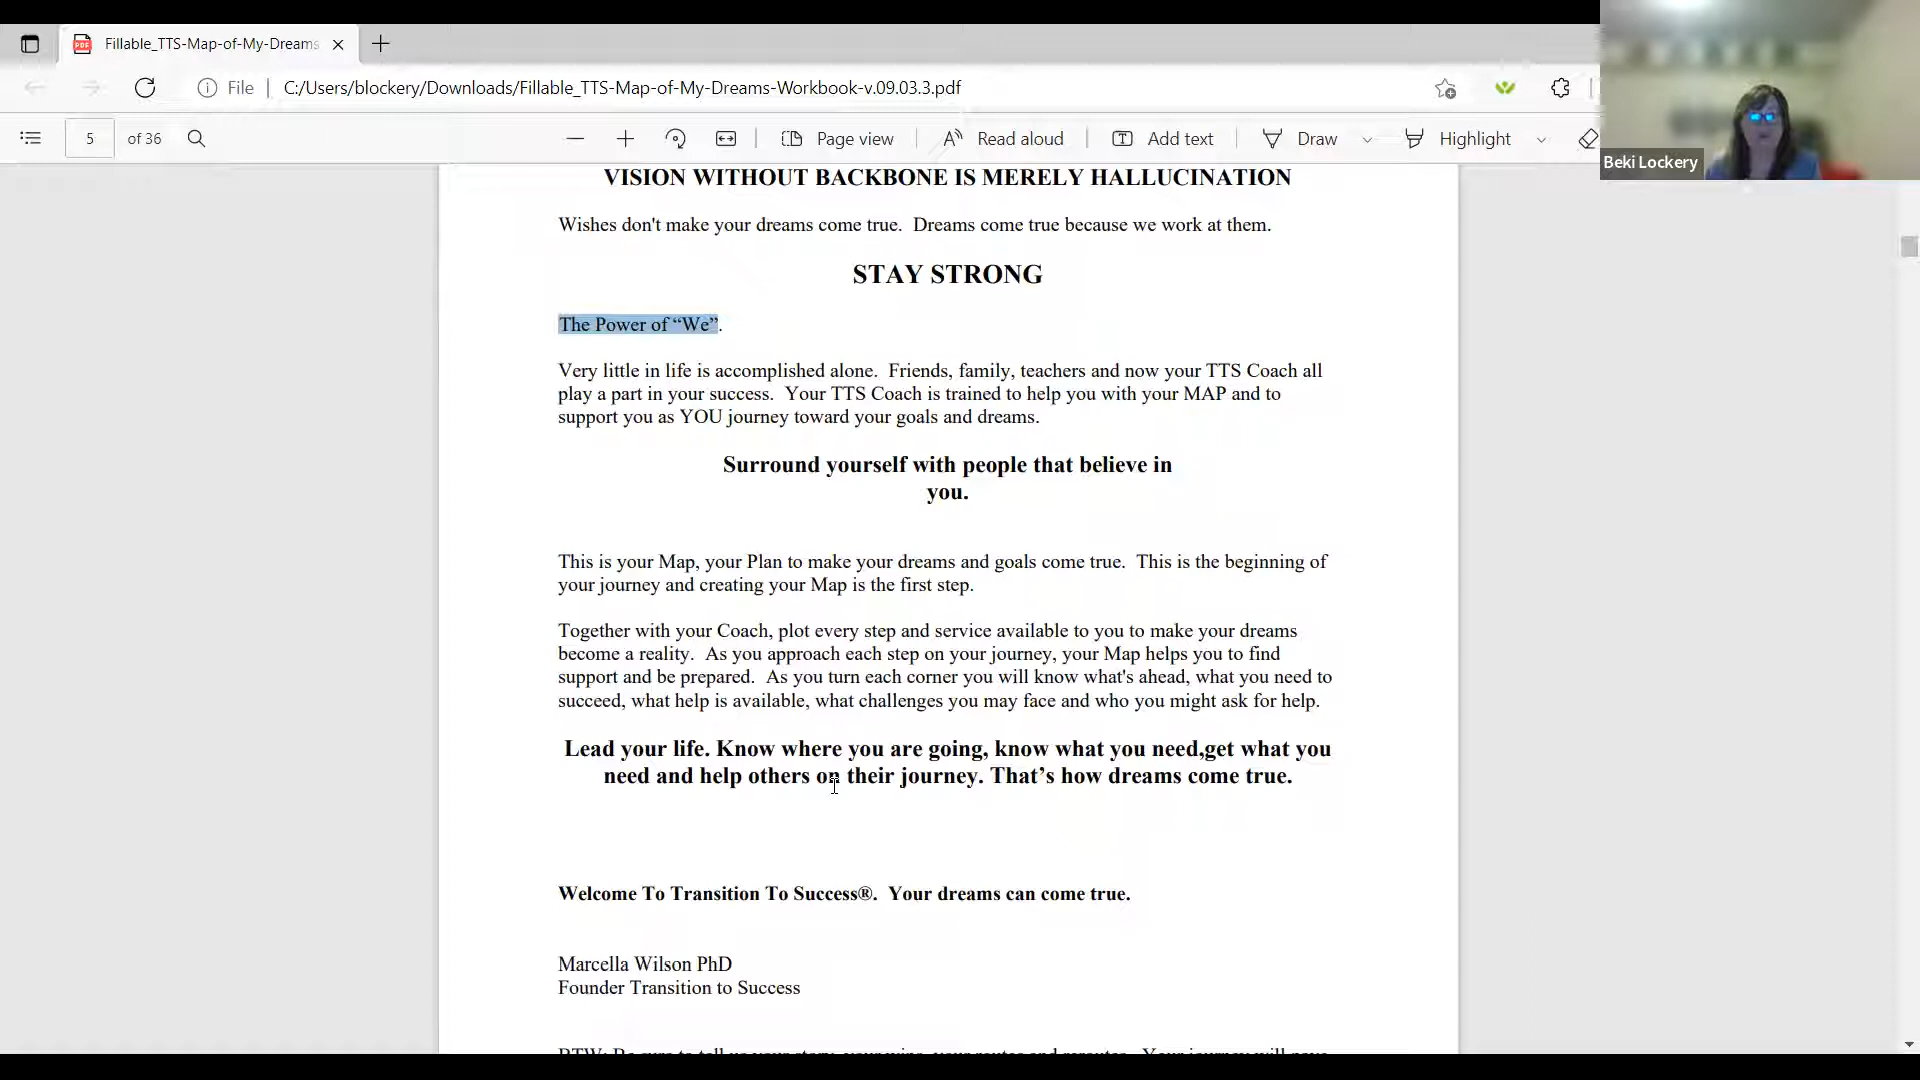 Fillable_TTS-Map-of-My-Dreams
File | C:/Users/blockery/Downloads/Fillable_TTS-Map-of-My-Dreams-Workbook-v.09.03.3.pdf
5 of 36 Page view Read aloud Add text Draw Highlight
Beki Lockery
VISION WITHOUT BACKBONE IS MERELY HALLUCINATION
Wishes don't make your dreams come true. Dreams come true because we work at them.
STAY STRONG
The Power of “We”.
Very little in life is accomplished alone. Friends, family, teachers and now your TTS Coach all
play a part in your success. Your TTS Coach is trained to help you with your MAP and to
support you as YOU journey toward your goals and dreams.
Surround yourself with people that believe in
you.
This is your Map, your Plan to make your dreams and goals come true. This is the beginning of
your journey and creating your Map is the first step.
Together with your Coach, plot every step and service available to you to make your dreams
become a reality. As you approach each step on your journey, your Map helps you to find
support and be prepared. As you turn each corner you will know what's ahead, what you need to
succeed, what help is available, what challenges you may face and who you might ask for help.
Lead your life. Know where you are going, know what you need,get what you
need and help others on their journey. That’s how dreams come true.
Welcome To Transition To Success®. Your dreams can come true.
Marcella Wilson PhD
Founder Transition to Success